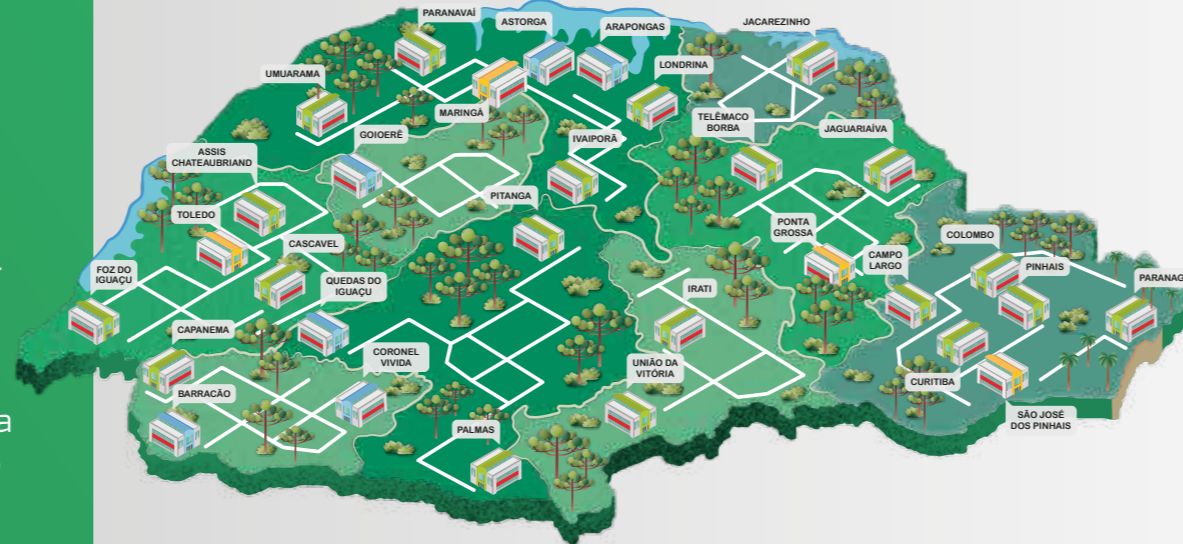 PARANAVAÍ
ASTORGA
ARAPONGAS
JACAREZINHO
UMUARAMA
LONDRINA
MARINGÁ
GOIOERÊ
IVAIPORÃ
TELÊMACO
BORBA
JAGUARIAÍVA
ASSIS
CHATEAUBRIAND
PITANGA
TOLEDO
CASCAVEL
PONTA
GROSSA
COLOMBO
CAMPO
LARGO
PINHAIS
PARANAG
FOZ DO
IGUAÇU
QUEDAS DO
IGUAÇU
IRATI
CAPANEMA
CORONEL
VIVIDA
UNIÃO DA
VITÓRIA
BARRACÃO
CURITIBA
PALMAS
SÃO JOSÉ
DOS PINHAIS
a